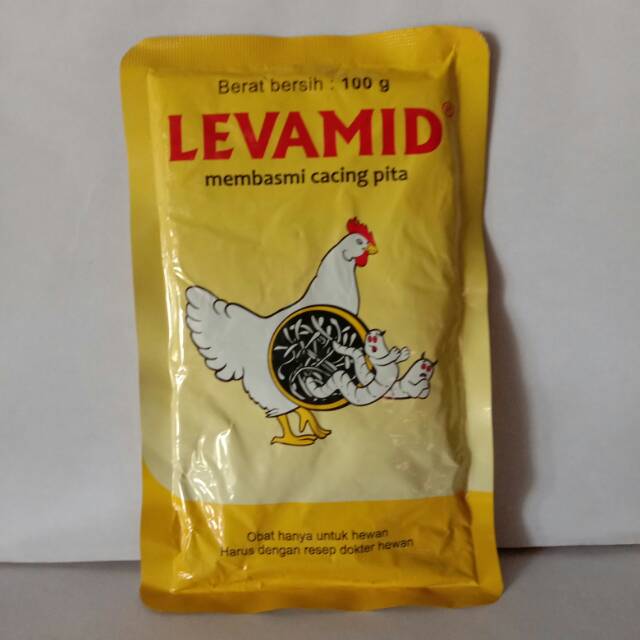 Berat bersih : 100 g
LEVAMID®
membasmi cacing pita
Obat hanya untuk hewan
Harus dengan resep dokter hewan